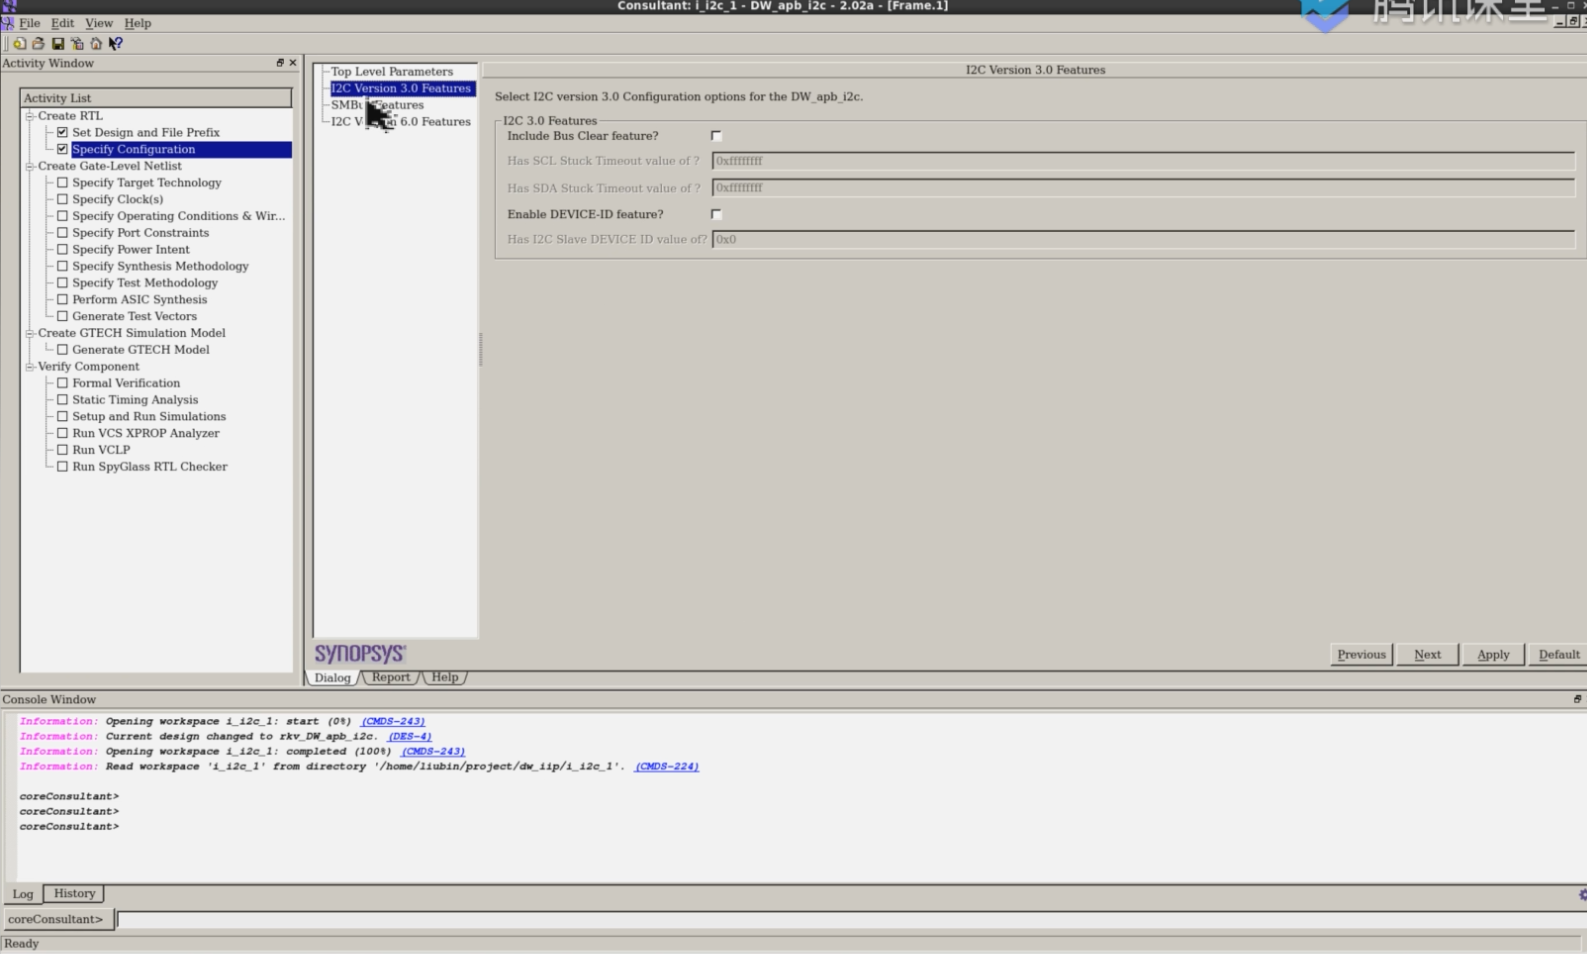 Consultant: i_i2c_1 - DW_apb_i2c - 2.02a - [Frame.1]
腾讯课堂
File Edit View Help
Activity Window
Activity List
Create RTL
Set Design and File Prefix
Specify Configuration
Create Gate-Level Netlist
Specify Target Technology
Specify Clock(s)
Specify Operating Conditions & Wir...
Specify Port Constraints
Specify Power Intent
Specify Synthesis Methodology
Specify Test Methodology
Perform ASIC Synthesis
Generate Test Vectors
Create GTECH Simulation Model
Generate GTECH Model
Verify Component
Formal Verification
Static Timing Analysis
Setup and Run Simulations
Run VCS XPROP Analyzer
Run VCLP
Run SpyGlass RTL Checker
Top Level Parameters
I2C Version 3.0 Features
SMBus Features
I2C Version 6.0 Features
I2C Version 3.0 Features
Select I2C version 3.0 Configuration options for the DW_apb_i2c.
I2C 3.0 Features
Include Bus Clear feature?
Has SCL Stuck Timeout value of ? 0xffffffff
Has SDA Stuck Timeout value of ? 0xffffffff
Enable DEVICE-ID feature?
Has I2C Slave DEVICE ID value of? 0x0
SYNOPSYS
Previous Next Apply Default
Dialog Report Help
Console Window
Information: Opening workspace i_i2c_1: start (0%) (CMDS-243)
Information: Current design changed to rkv_DW_apb_i2c. (DES-4)
Information: Opening workspace i_i2c_1: completed (100%) (CMDS-243)
Information: Read workspace 'i_i2c_1' from directory '/home/liubin/project/dw_iip/i_i2c_1'. (CMDS-224)
coreConsultant>
coreConsultant>
coreConsultant>
Log History
coreConsultant>
Ready